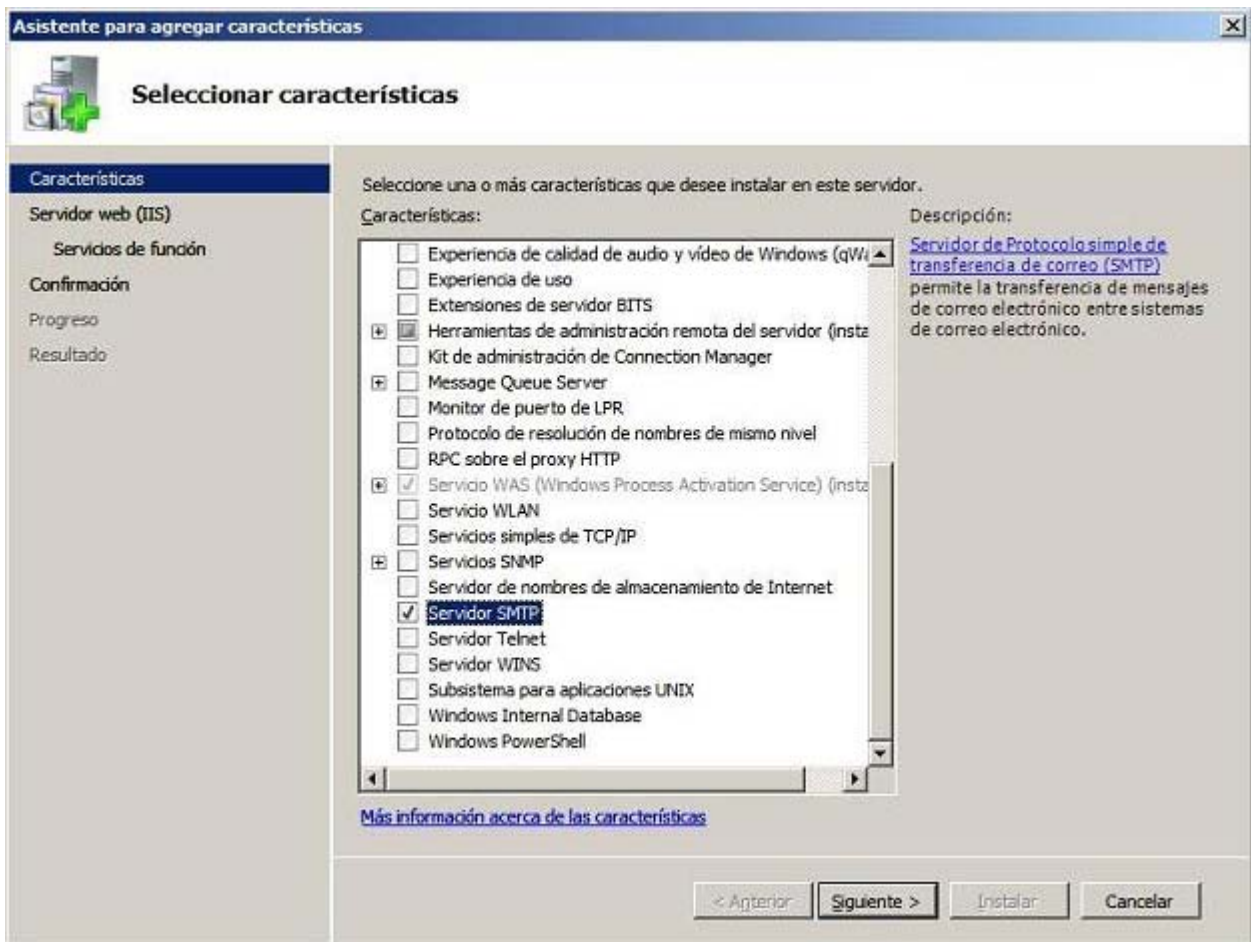 Asistente para agregar características
Seleccionar características
Características
Servidor web (IIS)
Servicios de función
Confirmación
Progreso
Resultado
Seleccione una o más características que desee instalar en este servidor.
Características:
Experiencia de calidad de audio y vídeo de Windows (qWa
Experiencia de uso
Extensiones de servidor BITS
Herramientas de administración remota del servidor (insta
Kit de administración de Connection Manager
Message Queue Server
Monitor de puerto de LPR
Protocolo de resolución de nombres de mismo nivel
RPC sobre el proxy HTTP
Servicio WAS (Windows Process Activation Service) (insta
Servicio WLAN
Servicios simples de TCP/IP
Servicios SNMP
Servidor de nombres de almacenamiento de Internet
Servidor SMTP
Servidor Telnet
Servidor WINS
Subsistema para aplicaciones UNIX
Windows Internal Database
Windows PowerShell
Más información acerca de las características
Descripción:
Servidor de Protocolo simple de
transferencia de correo (SMTP)
permite la transferencia de mensajes
de correo electrónico entre sistemas
de correo electrónico.
< Anterior
Siguiente >
Instalar
Cancelar